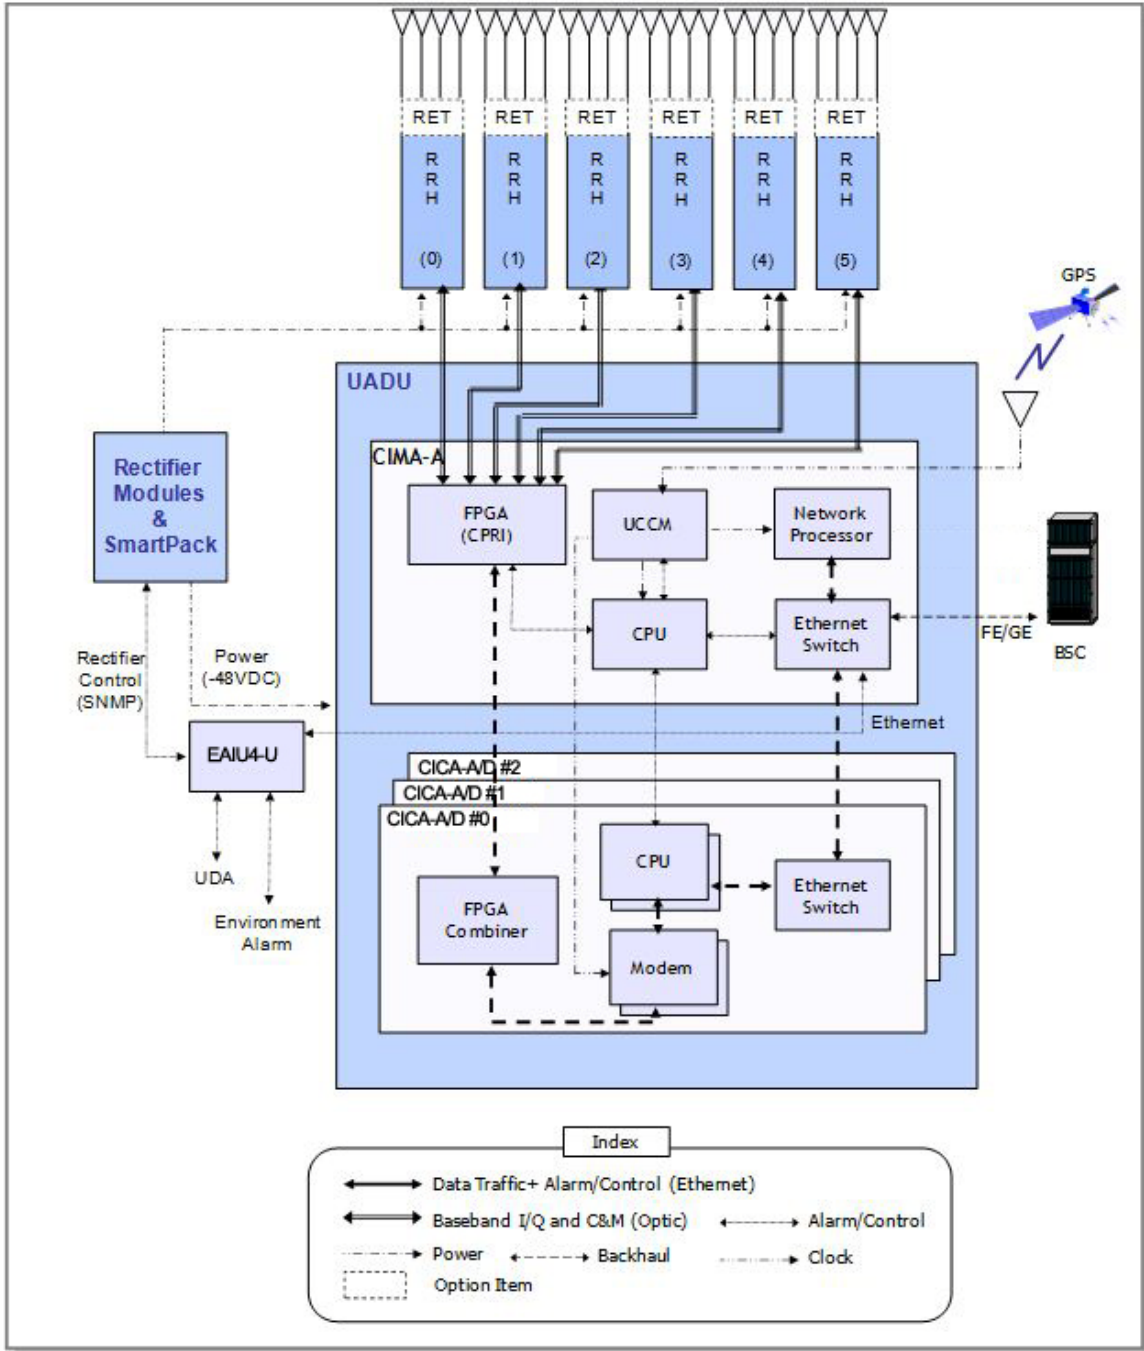 RET RET RET RET RET RET
R R R R R R
R R R R R R
H H H H H H
(0) (1) (2) (3) (4) (5)
GPS
UADU
CIMA-A
Rectifier
Modules
&
SmartPack
FPGA
(CPRI)
UCCM
Network
Processor
CPU
Ethernet
Switch
FE/GE
BSC
Rectifier
Control
(SNMP)
Power
(-48VDC)
Ethernet
EAIU4-U
UDA
Environment
Alarm
CICA-A/D #2
CICA-A/D #1
CICA-A/D #0
CPU
Ethernet
Switch
FPGA
Combiner
Modem
Index
Data Traffic+ Alarm/Control (Ethernet)
Baseband I/Q and C&M (Optic)
Alarm/Control
Power
Backhaul
Clock
Option Item